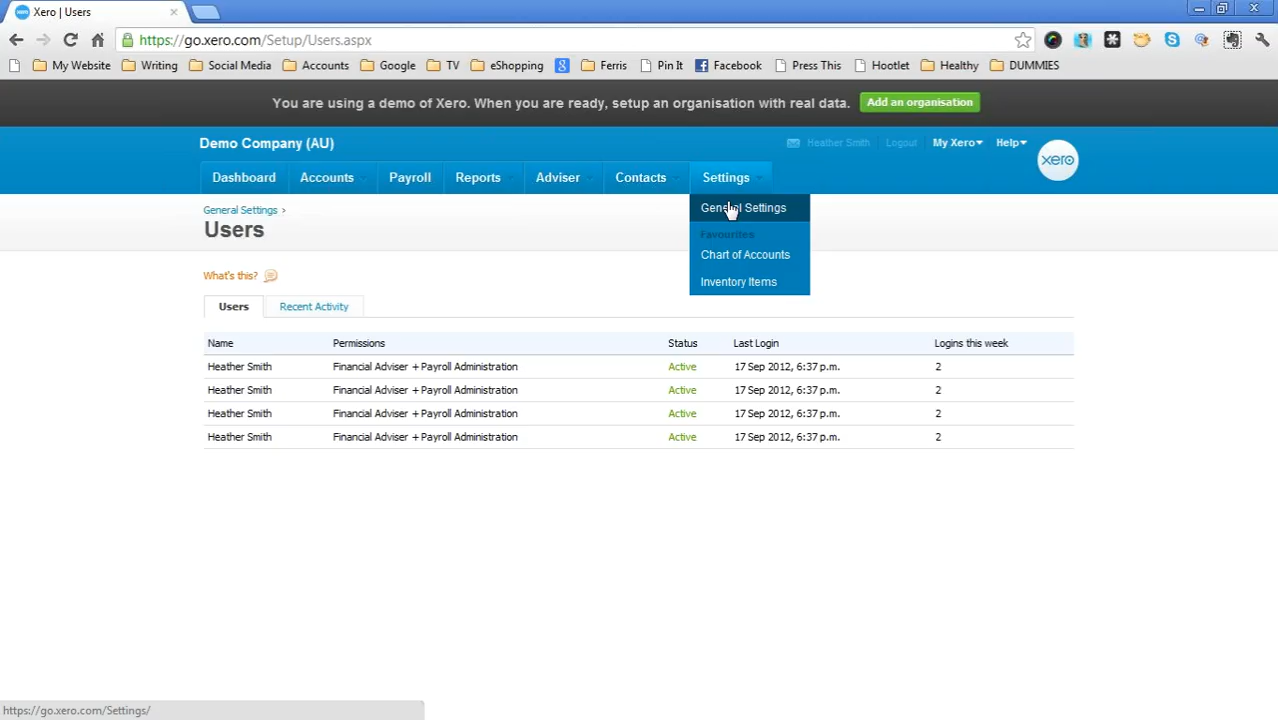 Xero | Users
https://go.xero.com/Setup/Users.aspx
My Website Writing Social Media Accounts Google TV eShopping Ferris Pin It Facebook Press This Hootlet Healthy DUMMIES
You are using a demo of Xero. When you are ready, setup an organisation with real data. Add an organisation
Demo Company (AU) Heather Smith Logout My Xero Help
xero
Dashboard Accounts Payroll Reports Adviser Contacts Settings
General Settings > General Settings
Users
Favourites
Chart of Accounts
What's this? Inventory Items
Users Recent Activity
Name Permissions Status Last Login Logins this week
Heather Smith Financial Adviser + Payroll Administration Active 17 Sep 2012, 6:37 p.m. 2
Heather Smith Financial Adviser + Payroll Administration Active 17 Sep 2012, 6:37 p.m. 2
Heather Smith Financial Adviser + Payroll Administration Active 17 Sep 2012, 6:37 p.m. 2
Heather Smith Financial Adviser + Payroll Administration Active 17 Sep 2012, 6:37 p.m. 2
https://go.xero.com/Settings/